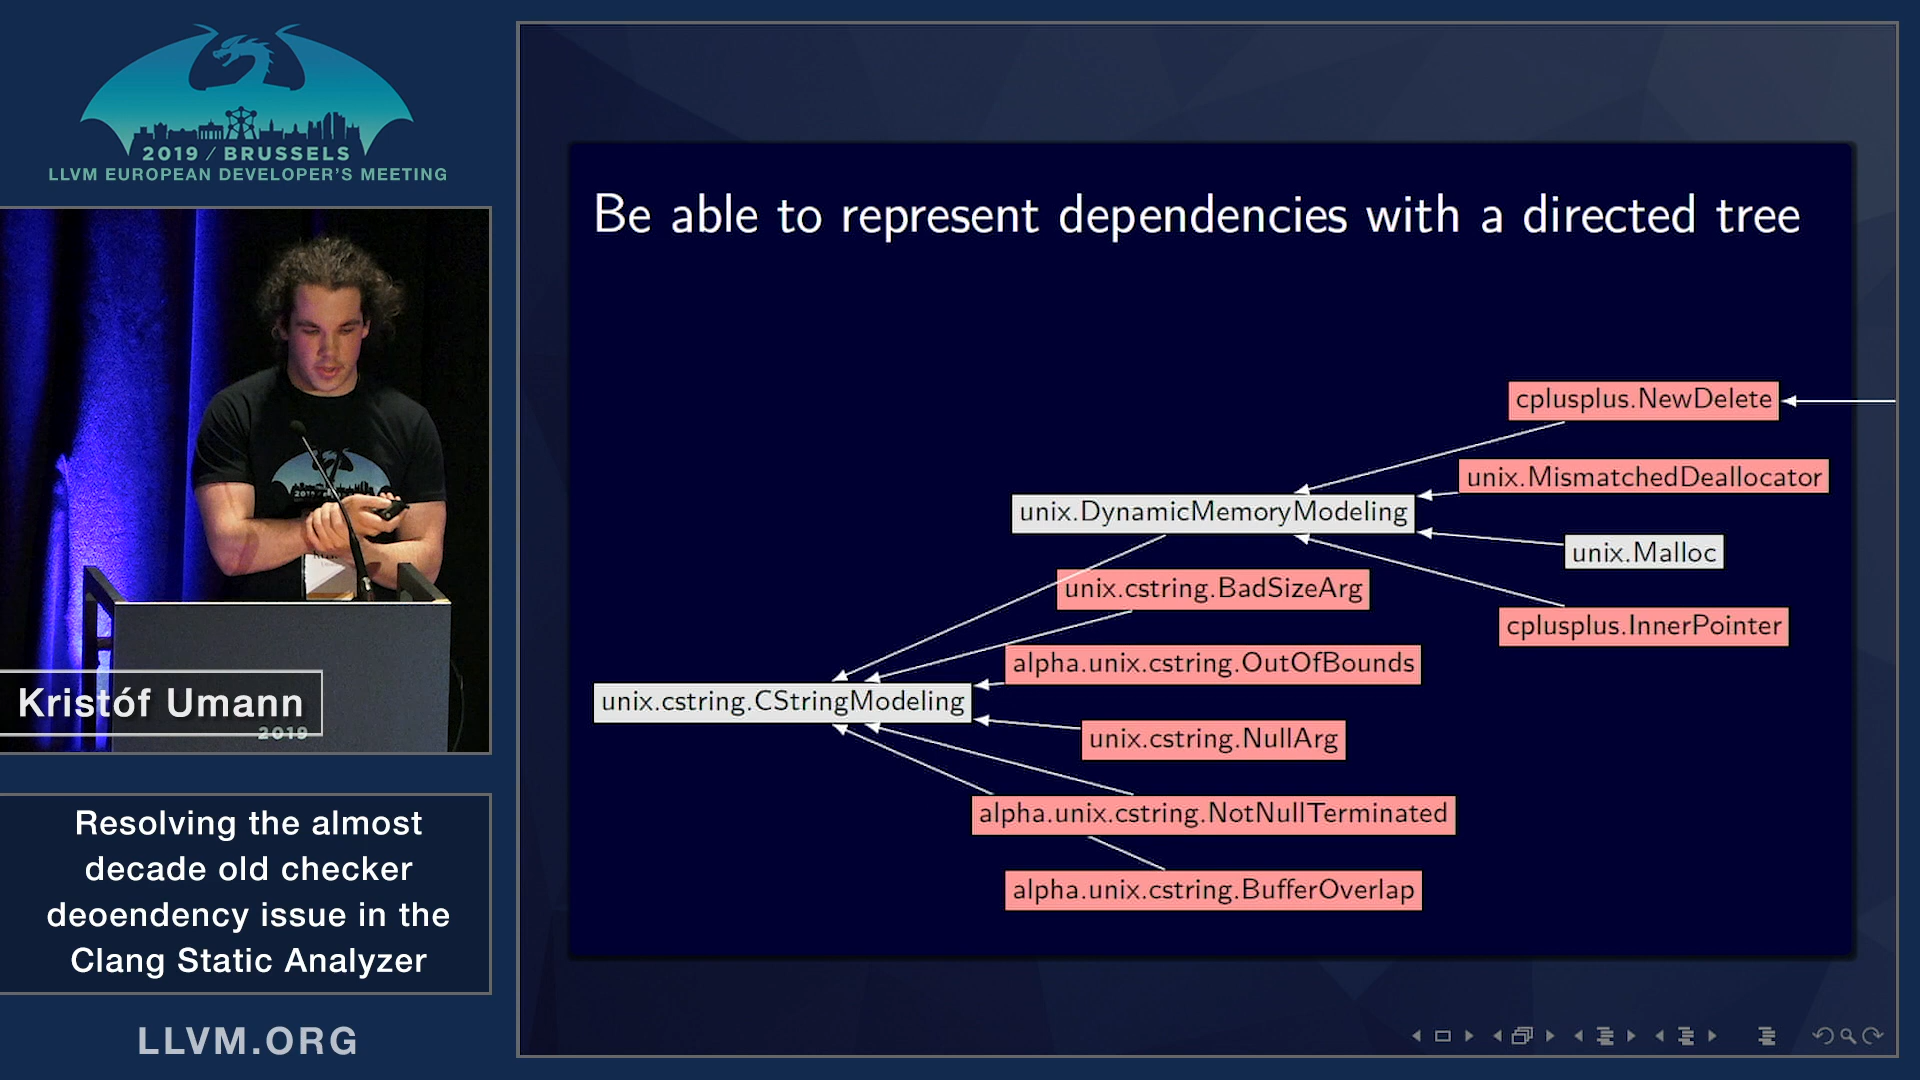 2019 / BRUSSELS
LLVM EUROPEAN DEVELOPER'S MEETING
Kristóf Umann
2019
Resolving the almost
decade old checker
deoendency issue in the
Clang Static Analyzer
LLVM.ORG
Be able to represent dependencies with a directed tree
cplusplus.NewDelete
unix.MismatchedDeallocator
unix.DynamicMemoryModeling
unix.Malloc
unix.cstring.BadSizeArg
cplusplus.InnerPointer
alpha.unix.cstring.OutOfBounds
unix.cstring.CStringModeling
unix.cstring.NullArg
alpha.unix.cstring.NotNullTerminated
alpha.unix.cstring.BufferOverlap